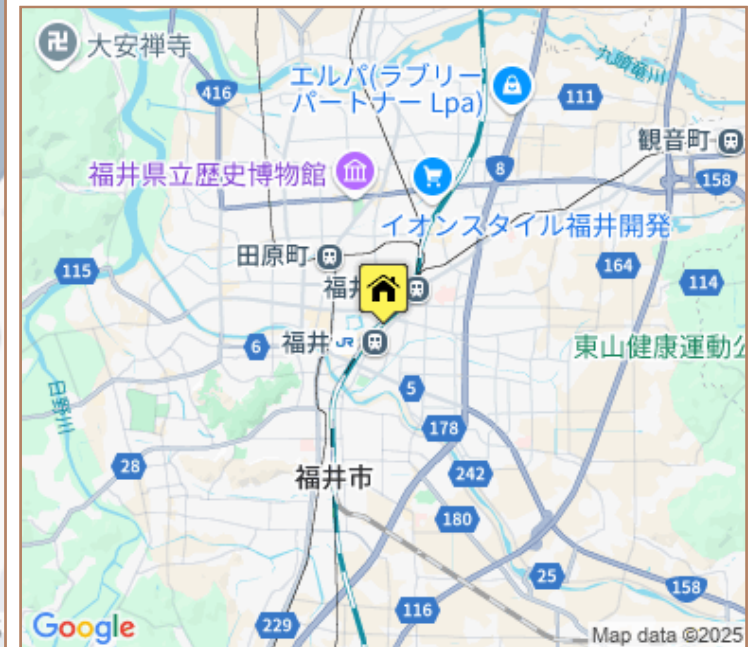 大安禅寺
エルパ(ラブリー
パートナー Lpa)
九頭竜川
416
111
観音町
福井県立歴史博物館
8
158
イオンスタイル福井開発
田原町
115
164
114
福井
6
福井
JR
東山健康運動公
日野川
5
178
28
242
福井市
180
25
158
116
229
Google
Map data ©2025